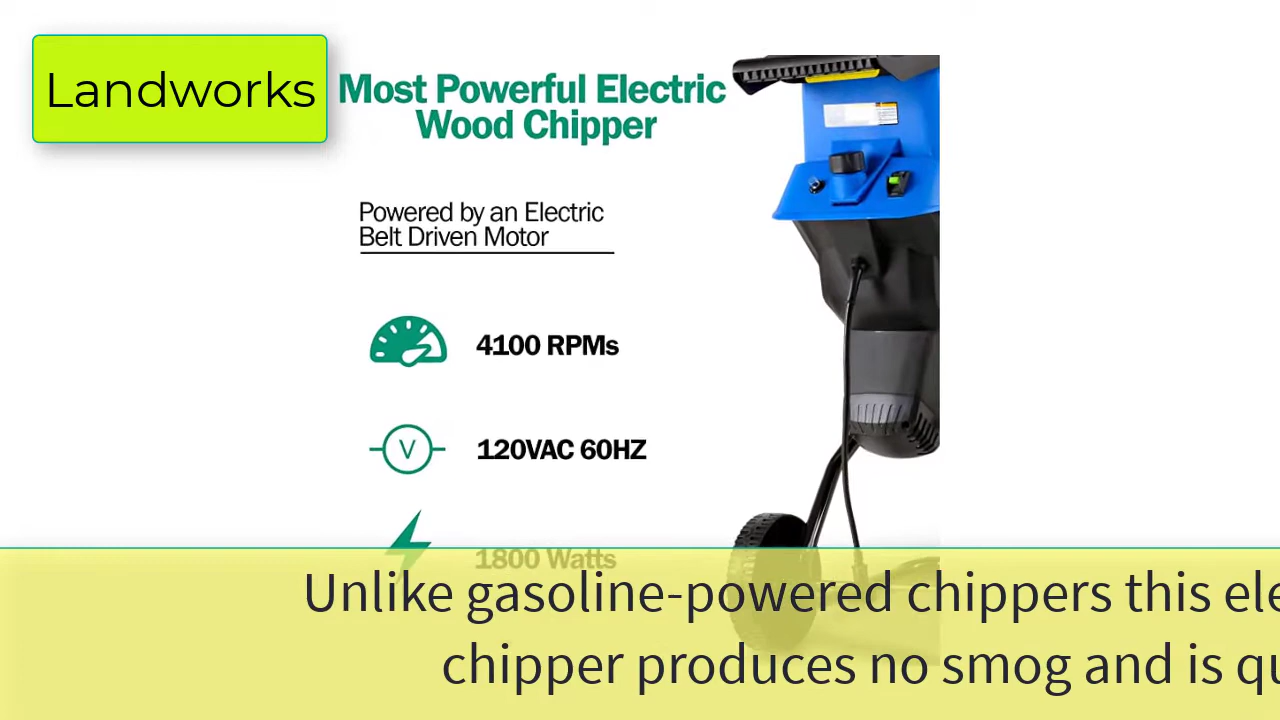 Landworks
Most Powerful Electric
Wood Chipper
Powered by an Electric
Belt Driven Motor
4100 RPMs
V
120VAC 60HZ
1800 Watts
Unlike gasoline-powered chippers this ele
chipper produces no smog and is qu